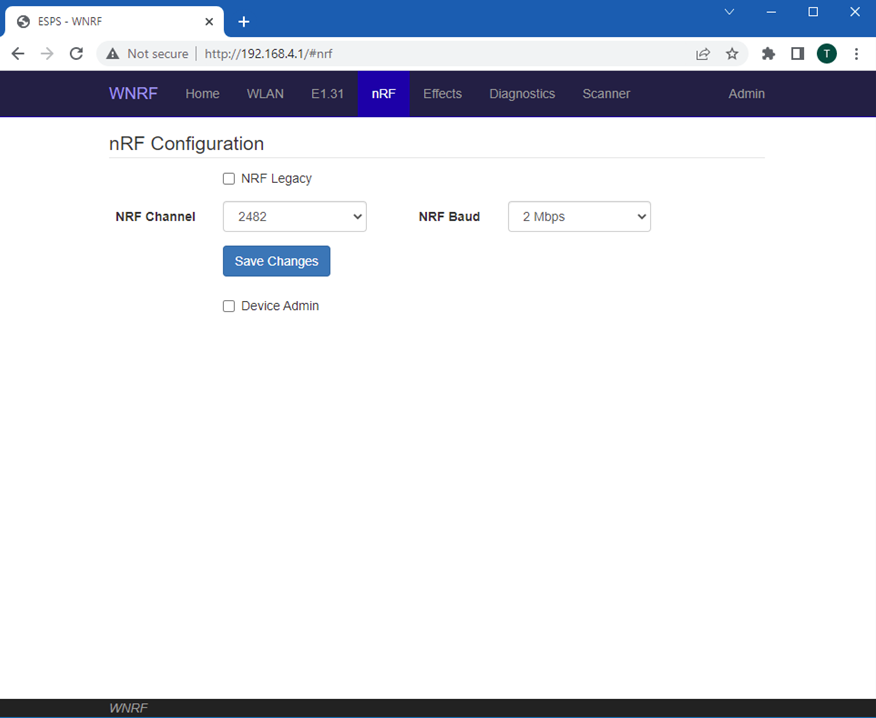 ESPS - WNRF
Not secure http://192.168.4.1/#nrf T
WNRF Home WLAN E1.31 nRF Effects Diagnostics Scanner Admin
nRF Configuration
NRF Legacy
NRF Channel 2482 NRF Baud 2 Mbps
Save Changes
Device Admin
WNRF